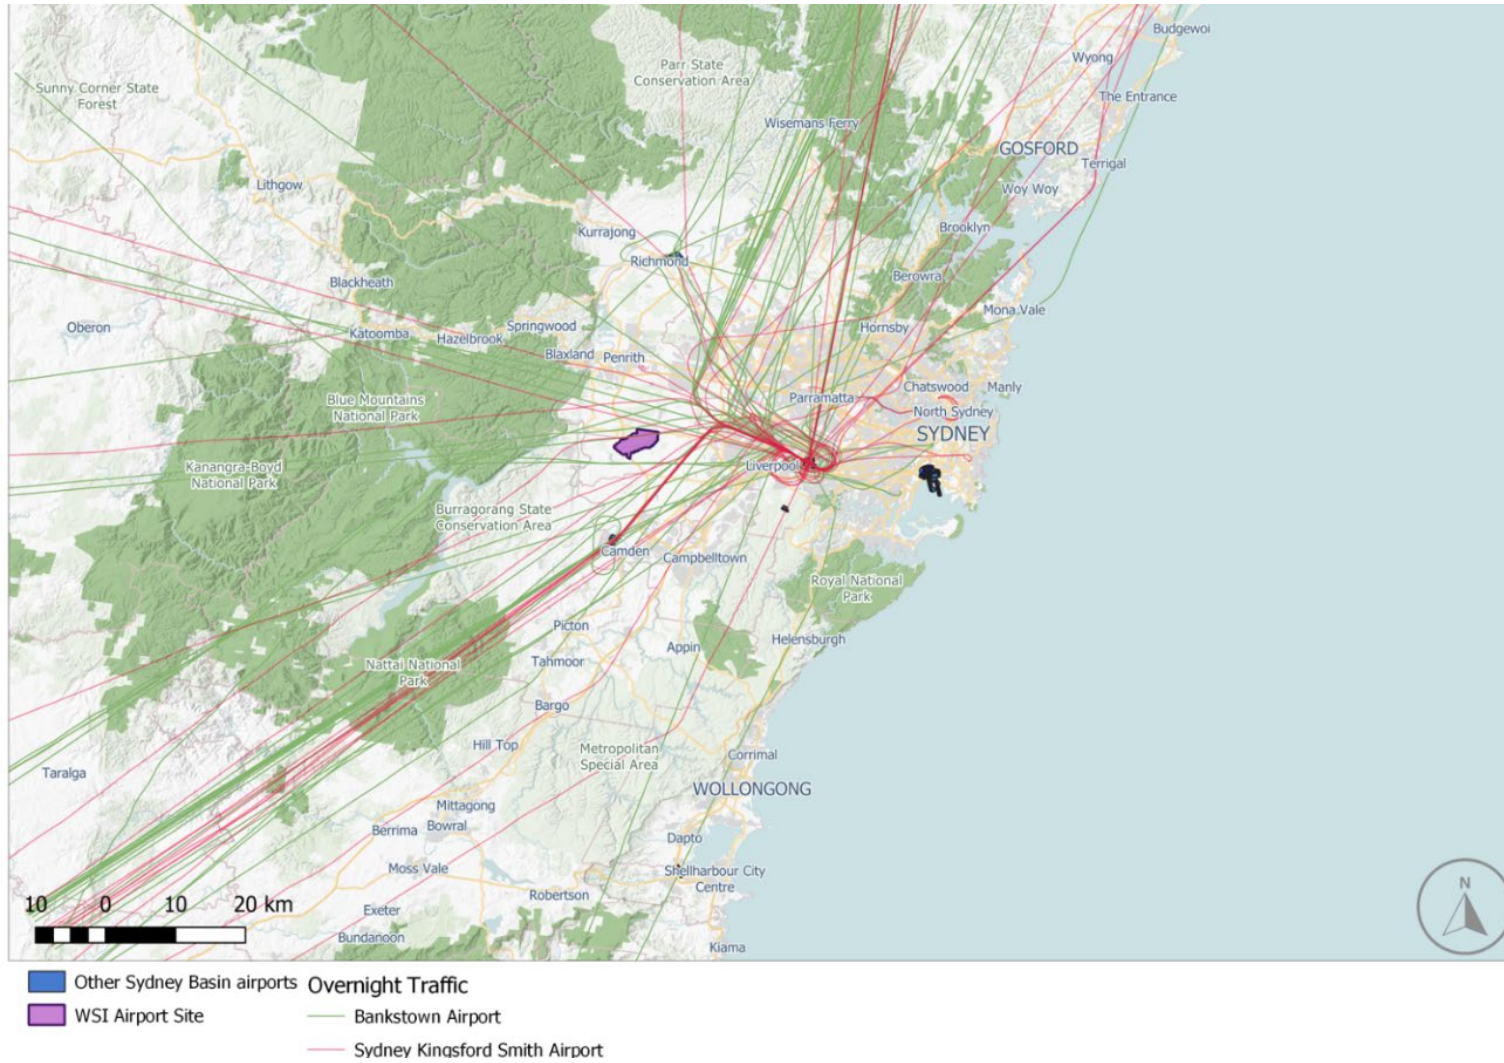 Budgewoi
Wyong
Parr State
Conservation Area
Sunny Corner State
Forest
The Entrance
Wisemans Ferry
GOSFORD
Terrigal
Lithgow
Woy Woy
Kurrajong
Brooklyn
Richmond
Berowra
Blackheath
Mona Vale
Oberon
Springwood
Hornsby
Katoomba
Hazelbrook
Blaxland
Penrith
Chatswood
Manly
Blue Mountains
National Park
Parramatta
North Sydney
SYDNEY
Kanangra-Boyd
National Park
Liverpool
Burragorang State
Conservation Area
Camden
Campbelltown
Royal National
Park
Picton
Helensburgh
Appin
Tahmoor
Nattai National
Park
Bargo
Hill Top
Metropolitan
Special Area
Corrimal
Taralga
WOLLONGONG
Mittagong
Berrima
Bowral
Dapto
Moss Vale
Shellharbour City
Centre
Robertson
10 0 10 20 km
Exeter
Bundanoon
Kiama
N
Other Sydney Basin airports
WSI Airport Site
Overnight Traffic
Bankstown Airport
Sydney Kingsford Smith Airport